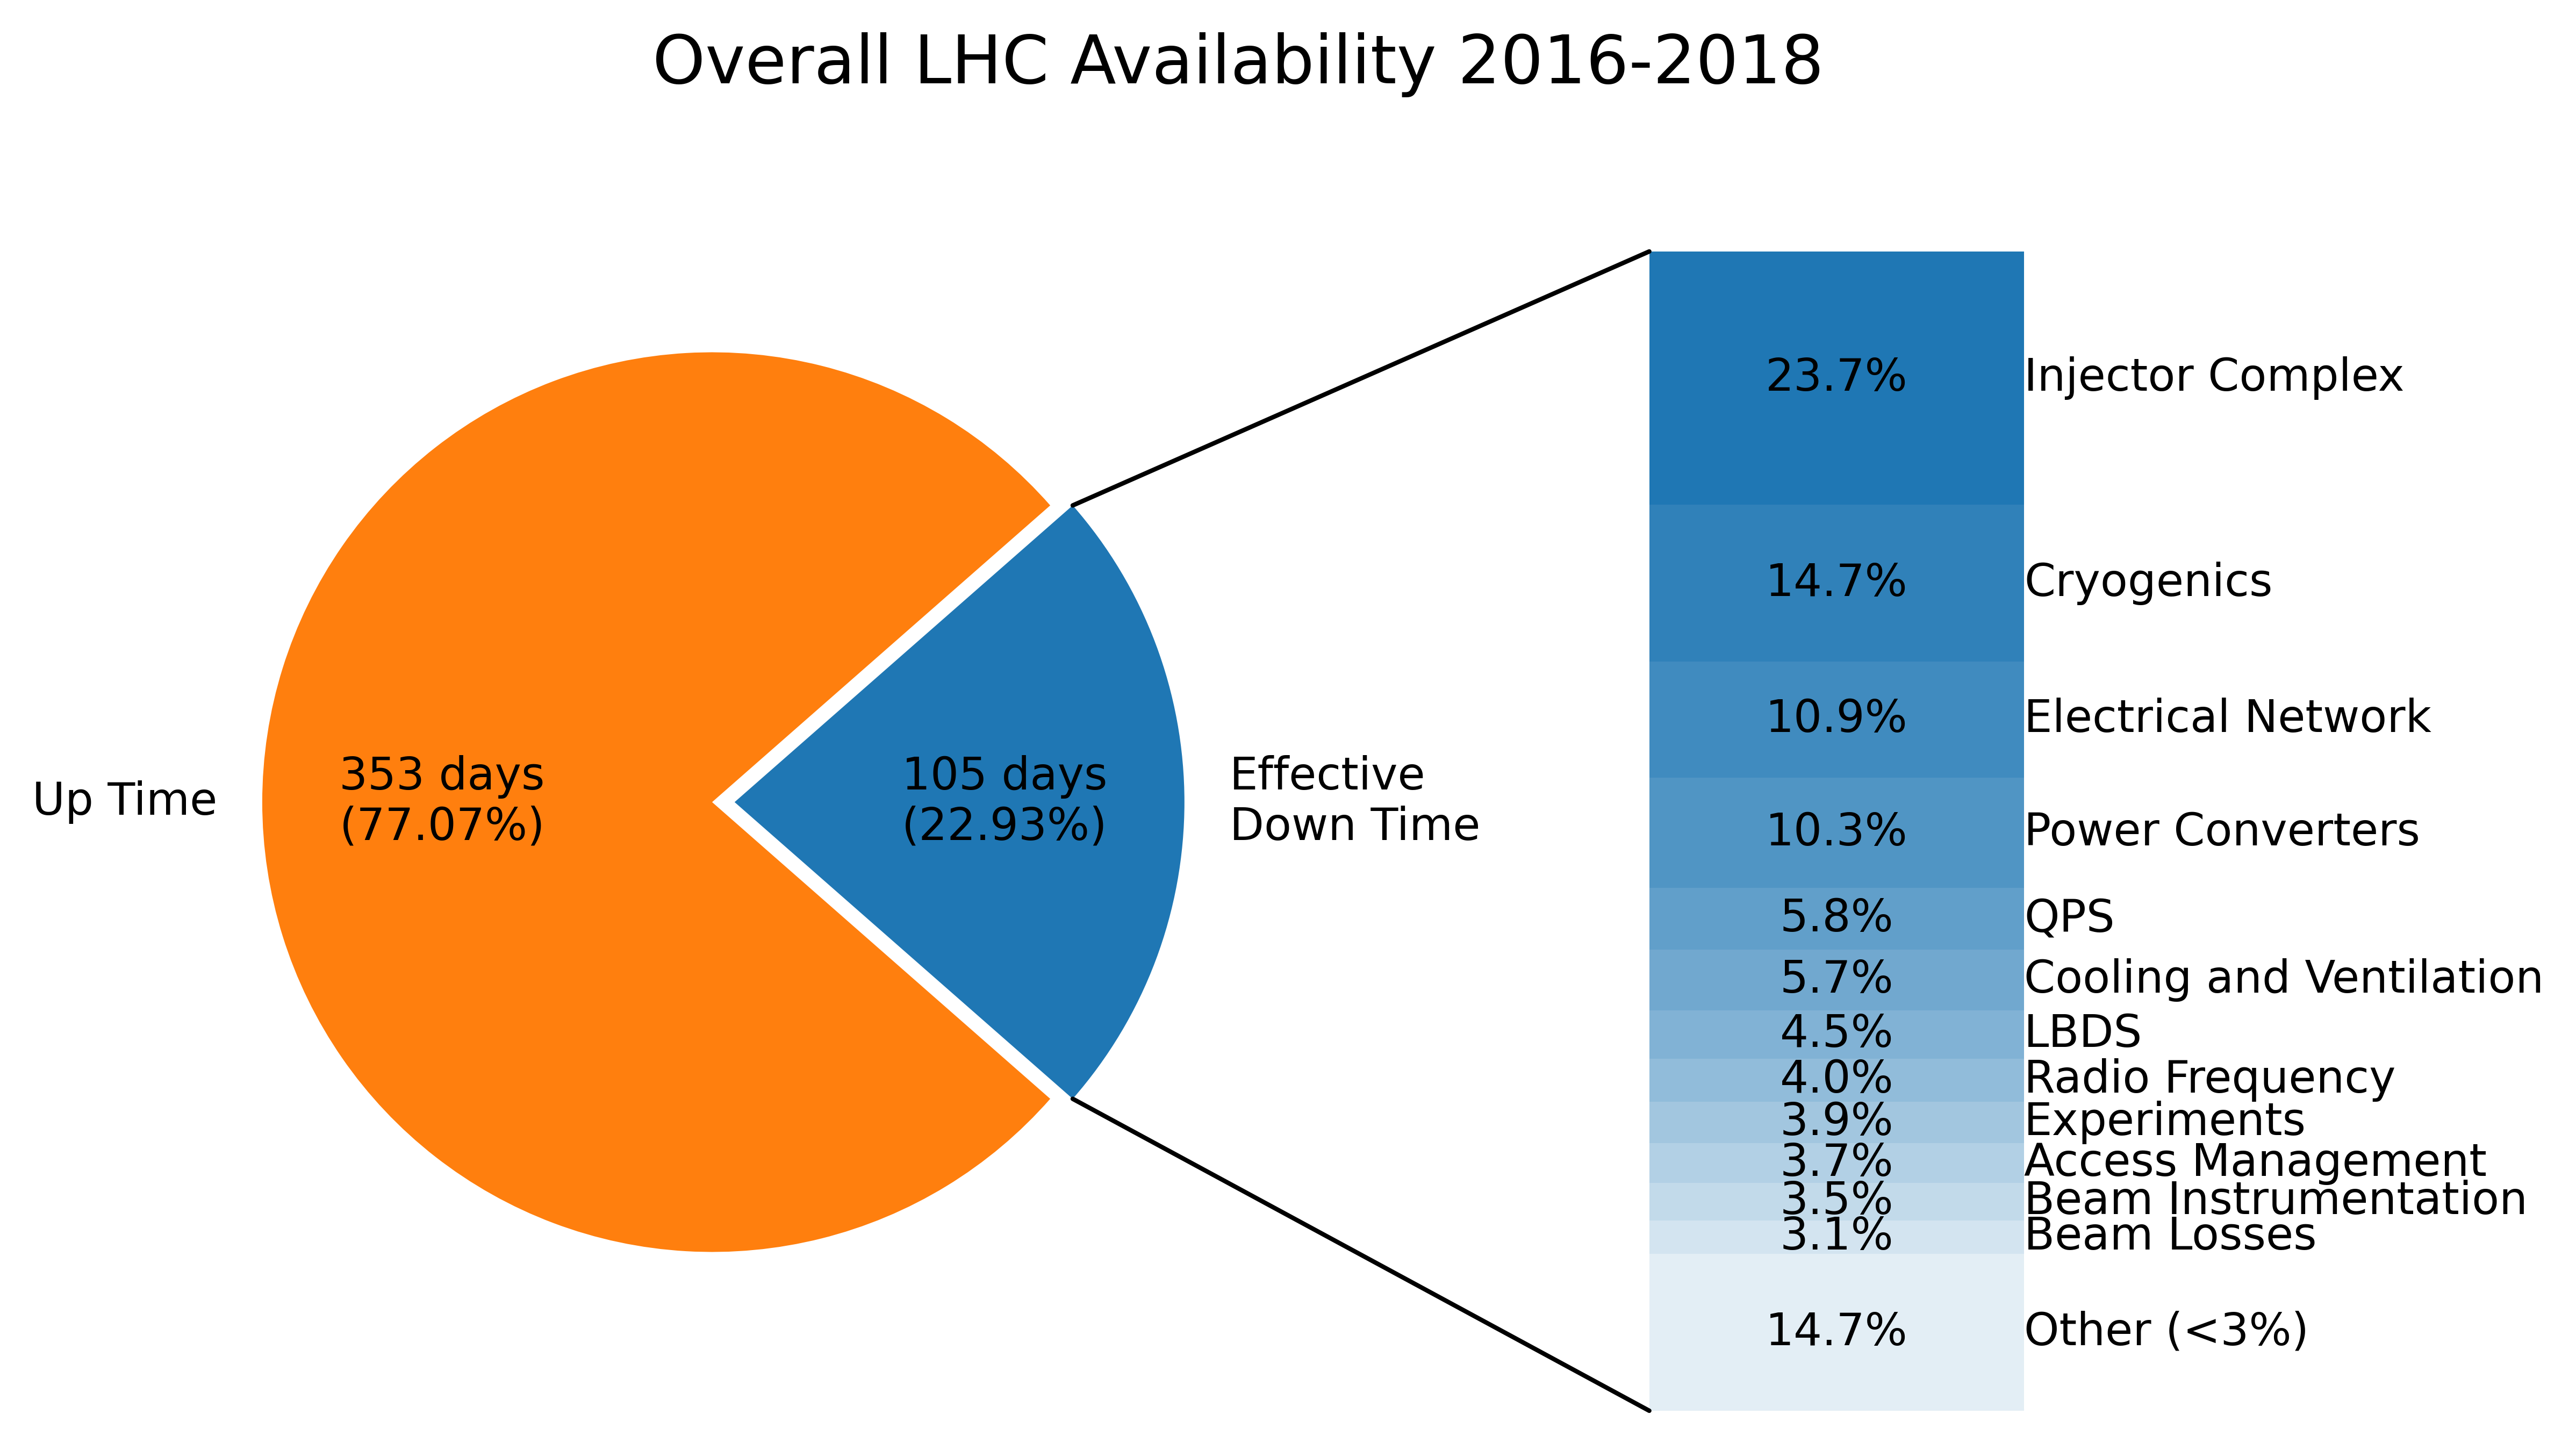 Overall LHC Availability 2016-2018
Up Time
353 days
(77.07%)
105 days
(22.93%)
Effective
Down Time
23.7% Injector Complex
14.7% Cryogenics
10.9% Electrical Network
10.3% Power Converters
5.8% QPS
5.7% Cooling and Ventilation
4.5% LBDS
4.0% Radio Frequency
3.9% Experiments
3.7% Access Management
3.5% Beam Instrumentation
3.1% Beam Losses
14.7% Other (<3%)